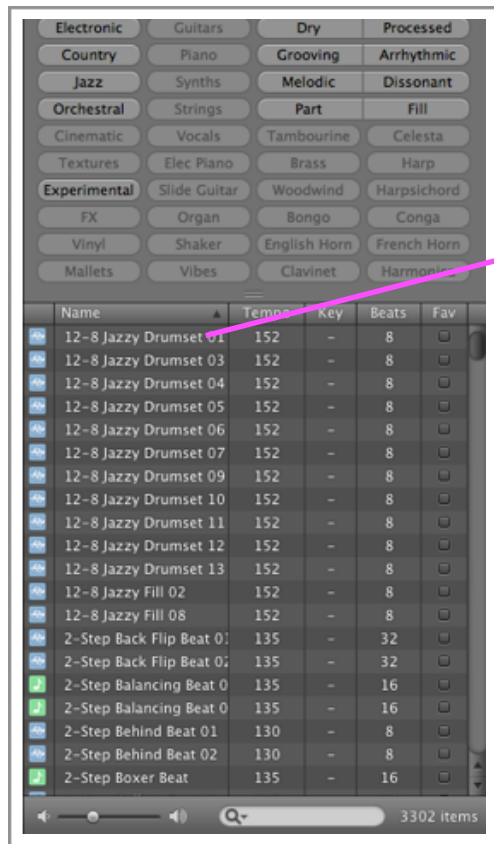 Electronic Guitars Dry Processed
Country Piano Grooving Arrhythmic
Jazz Synths Melodic Dissonant
Orchestral Strings Part Fill
Cinematic Vocals Tambourine Celesta
Textures Elec Piano Brass Harp
Experimental Slide Guitar Woodwind Harpsichord
FX Organ Bongo Conga
Vinyl Shaker English Horn French Horn
Mallets Vibes Clavinet Harmonica
Name Tempo Key Beats Fav
12-8 Jazzy Drumset 01 152 – 8
12-8 Jazzy Drumset 03 152 – 8
12-8 Jazzy Drumset 04 152 – 8
12-8 Jazzy Drumset 05 152 – 8
12-8 Jazzy Drumset 06 152 – 8
12-8 Jazzy Drumset 07 152 – 8
12-8 Jazzy Drumset 09 152 – 8
12-8 Jazzy Drumset 10 152 – 8
12-8 Jazzy Drumset 11 152 – 8
12-8 Jazzy Drumset 12 152 – 8
12-8 Jazzy Drumset 13 152 – 8
12-8 Jazzy Fill 02 152 – 8
12-8 Jazzy Fill 08 152 – 8
2-Step Back Flip Beat 01 135 – 32
2-Step Back Flip Beat 02 135 – 32
2-Step Balancing Beat 0 135 – 16
2-Step Balancing Beat 0 135 – 16
2-Step Behind Beat 01 130 – 8
2-Step Behind Beat 02 130 – 8
2-Step Boxer Beat 135 – 16
3302 items